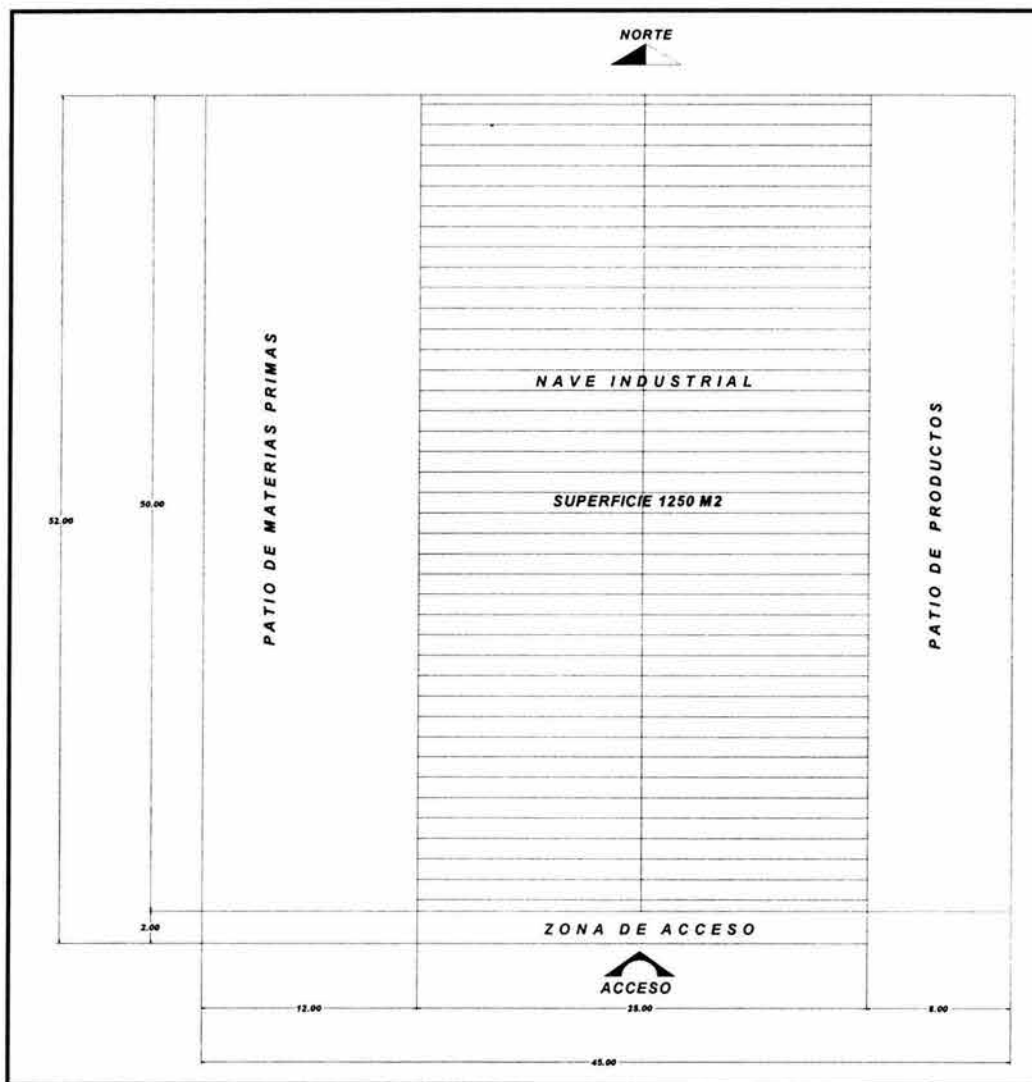 NORTE
PATIO DE MATERIAS PRIMAS
NAVE INDUSTRIAL
PATIO DE PRODUCTOS
SUPERFICIE 1250 M2
52.00
50.00
2.00
ZONA DE ACCESO
ACCESO
12.00
25.00
8.00
45.00